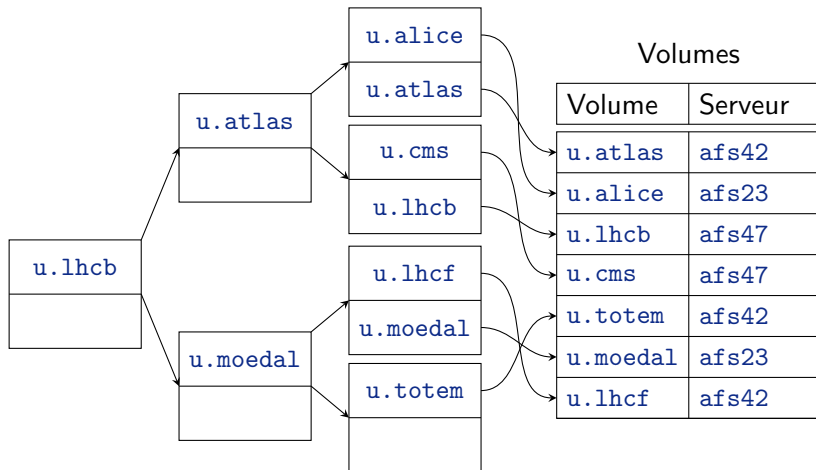 u.lhcb
u.atlas
u.moedal
u.alice
u.atlas
u.cms
u.lhcb
u.lhcf
u.moedal
u.totem
Volumes
Volume Serveur
u.atlas afs42
u.alice afs23
u.lhcb afs47
u.cms afs47
u.totem afs42
u.moedal afs23
u.lhcf afs42